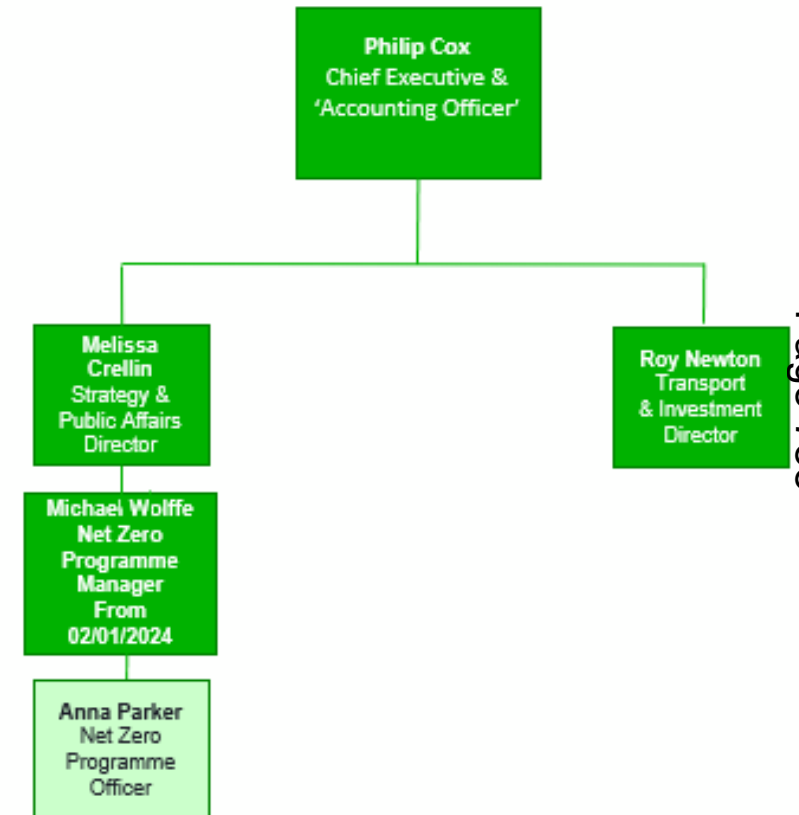 Philip Cox
Chief Executive &
‘Accounting Officer’
Melissa
Crellin
Strategy &
Public Affairs
Director
Roy Newton
Transport
& Investment
Director
Michael Wolffe
Net Zero
Programme
Manager
From
02/01/2024
Anna Parker
Net Zero
Programme
Officer